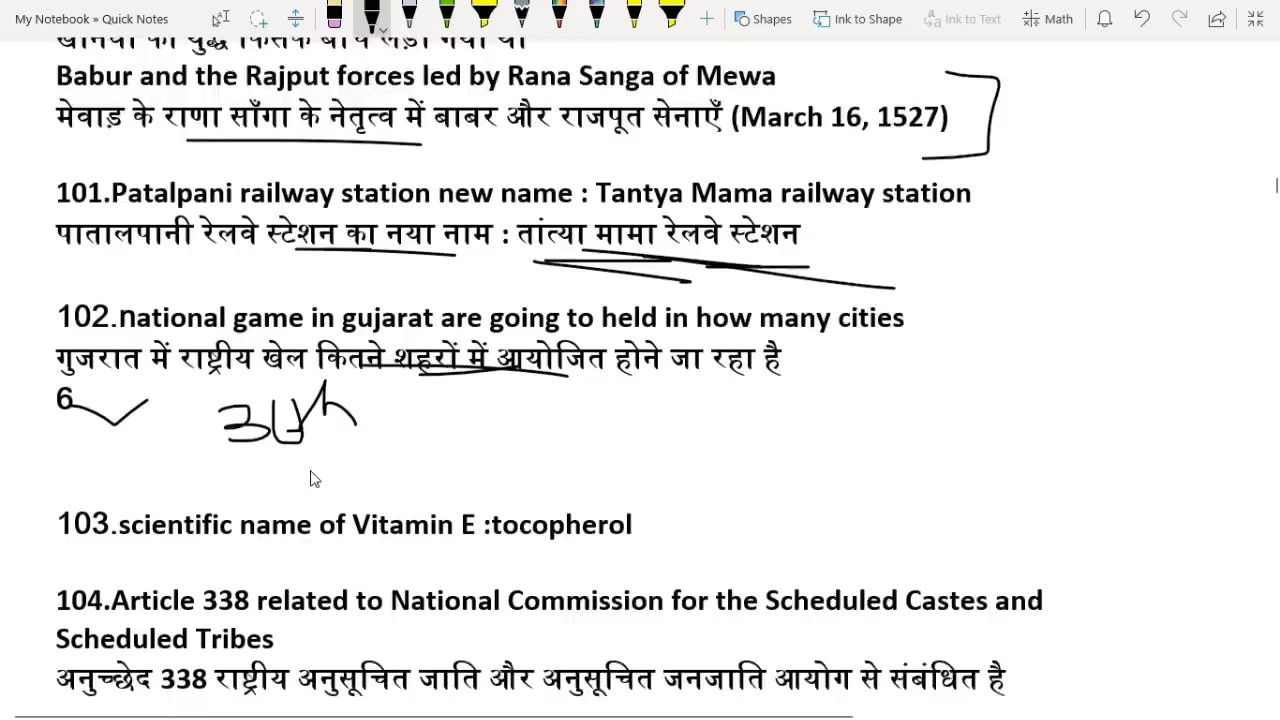 My Notebook » Quick Notes
Shapes
Ink to Shape
Ink to Text
Math
खानवा का युद्ध किसके बीच लड़ा गया था
Babur and the Rajput forces led by Rana Sanga of Mewa
मेवाड के राणा साँगा के नेतृत्व में बाबर और राजपूत सेनाएँ (March 16, 1527)
101.Patalpani railway station new name : Tantya Mama railway station
पातालपानी रेलवे स्टेशन का नया नाम : तांत्या मामा रेलवे स्टेशन
102.national game in gujarat are going to held in how many cities
गुजरात में राष्ट्रीय खेल कितने शहरों में आयोजित होने जा रहा है
6
103.scientific name of Vitamin E :tocopherol
104.Article 338 related to National Commission for the Scheduled Castes and
Scheduled Tribes
अनुच्छेद 338 राष्ट्रीय अनुसूचित जाति और अनुसूचित जनजाति आयोग से संबंधित है